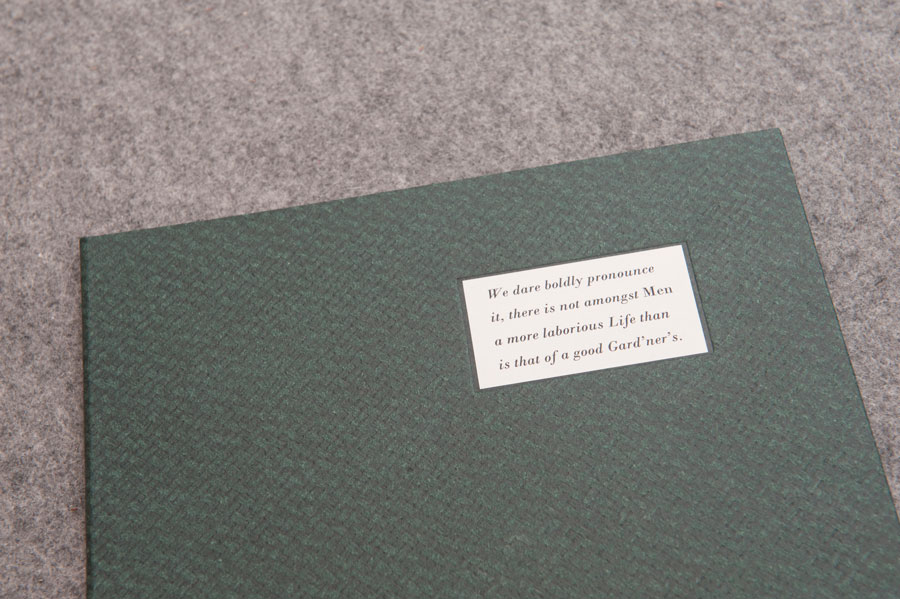 We dare boldly pronounce
it, there is not amongst Men
a more laborious Life than
is that of a good Gard'ner's.